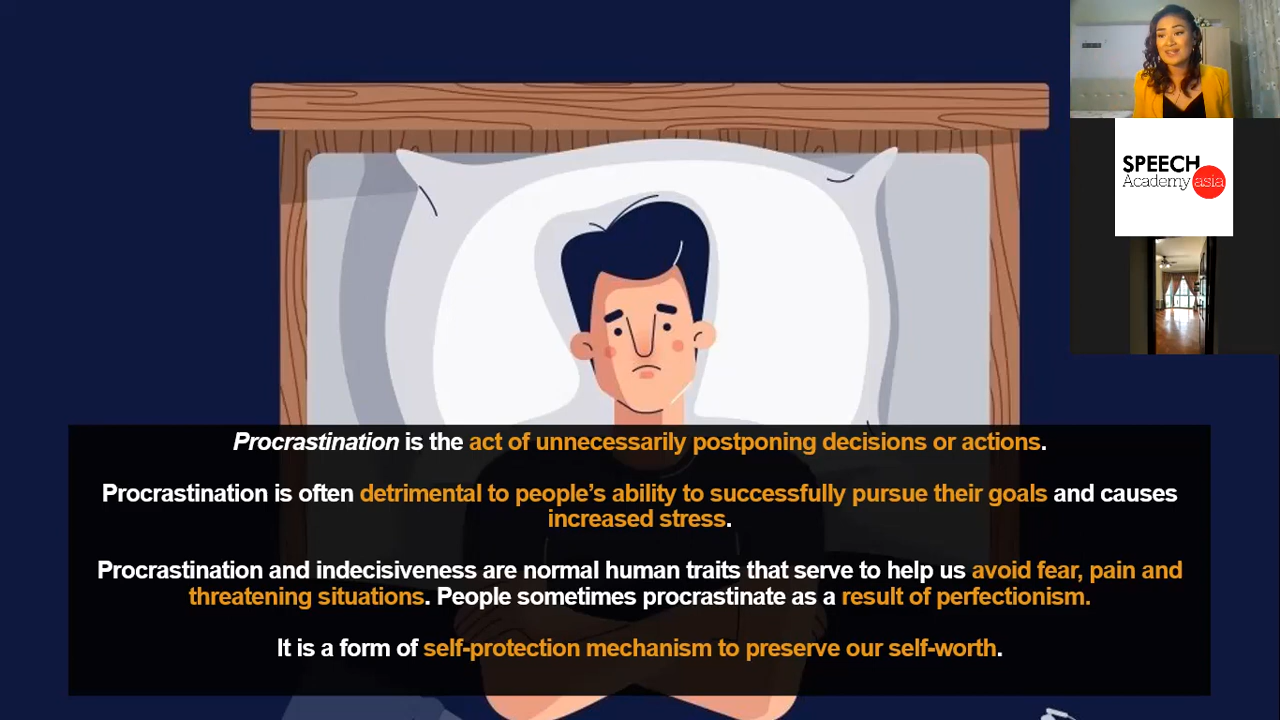 SPEECH
Academy asia
Procrastination is the act of unnecessarily postponing decisions or actions.
Procrastination is often detrimental to people’s ability to successfully pursue their goals and causes
increased stress.
Procrastination and indecisiveness are normal human traits that serve to help us avoid fear, pain and
threatening situations. People sometimes procrastinate as a result of perfectionism.
It is a form of self-protection mechanism to preserve our self-worth.